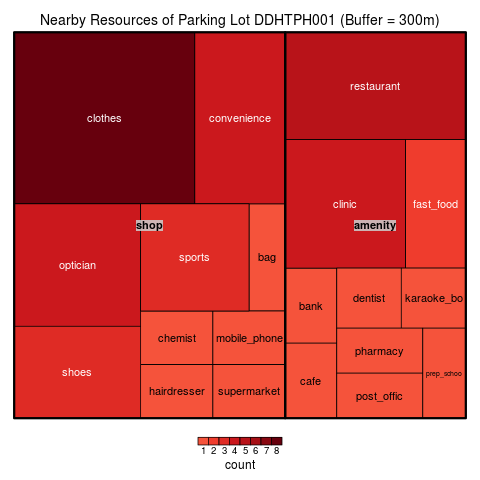 Nearby Resources of Parking Lot DDHTPH001 (Buffer = 300m)
clothes
convenience
restaurant
clinic
fast_food
shop
amenity
optician
sports
bag
bank
dentist
karaoke_bo
chemist
mobile_phone
pharmacy
shoes
cafe
prep_schoo
hairdresser
supermarket
post_offic
1 2 3 4 5 6 7 8
count